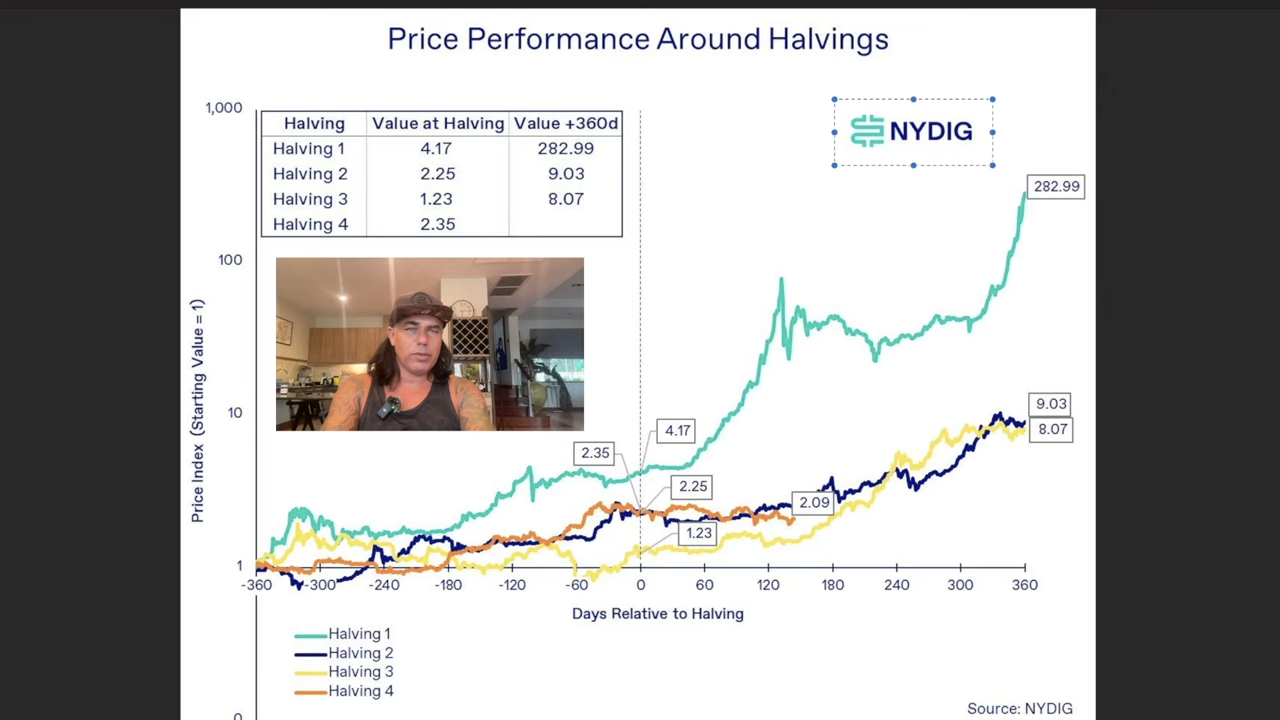 Price Performance Around Halvings
1,000
Halving Value at Halving Value +360d
Halving 1 4.17 282.99
Halving 2 2.25 9.03
Halving 3 1.23 8.07
Halving 4 2.35
NYDIG
282.99
100
Price Index (Starting Value = 1)
10
9.03
8.07
4.17
2.35
2.25
2.09
1.23
1
-360 -300 -240 -180 -120 -60 0 60 120 180 240 300 360
Days Relative to Halving
Halving 1
Halving 2
Halving 3
Halving 4
Source: NYDIG
0